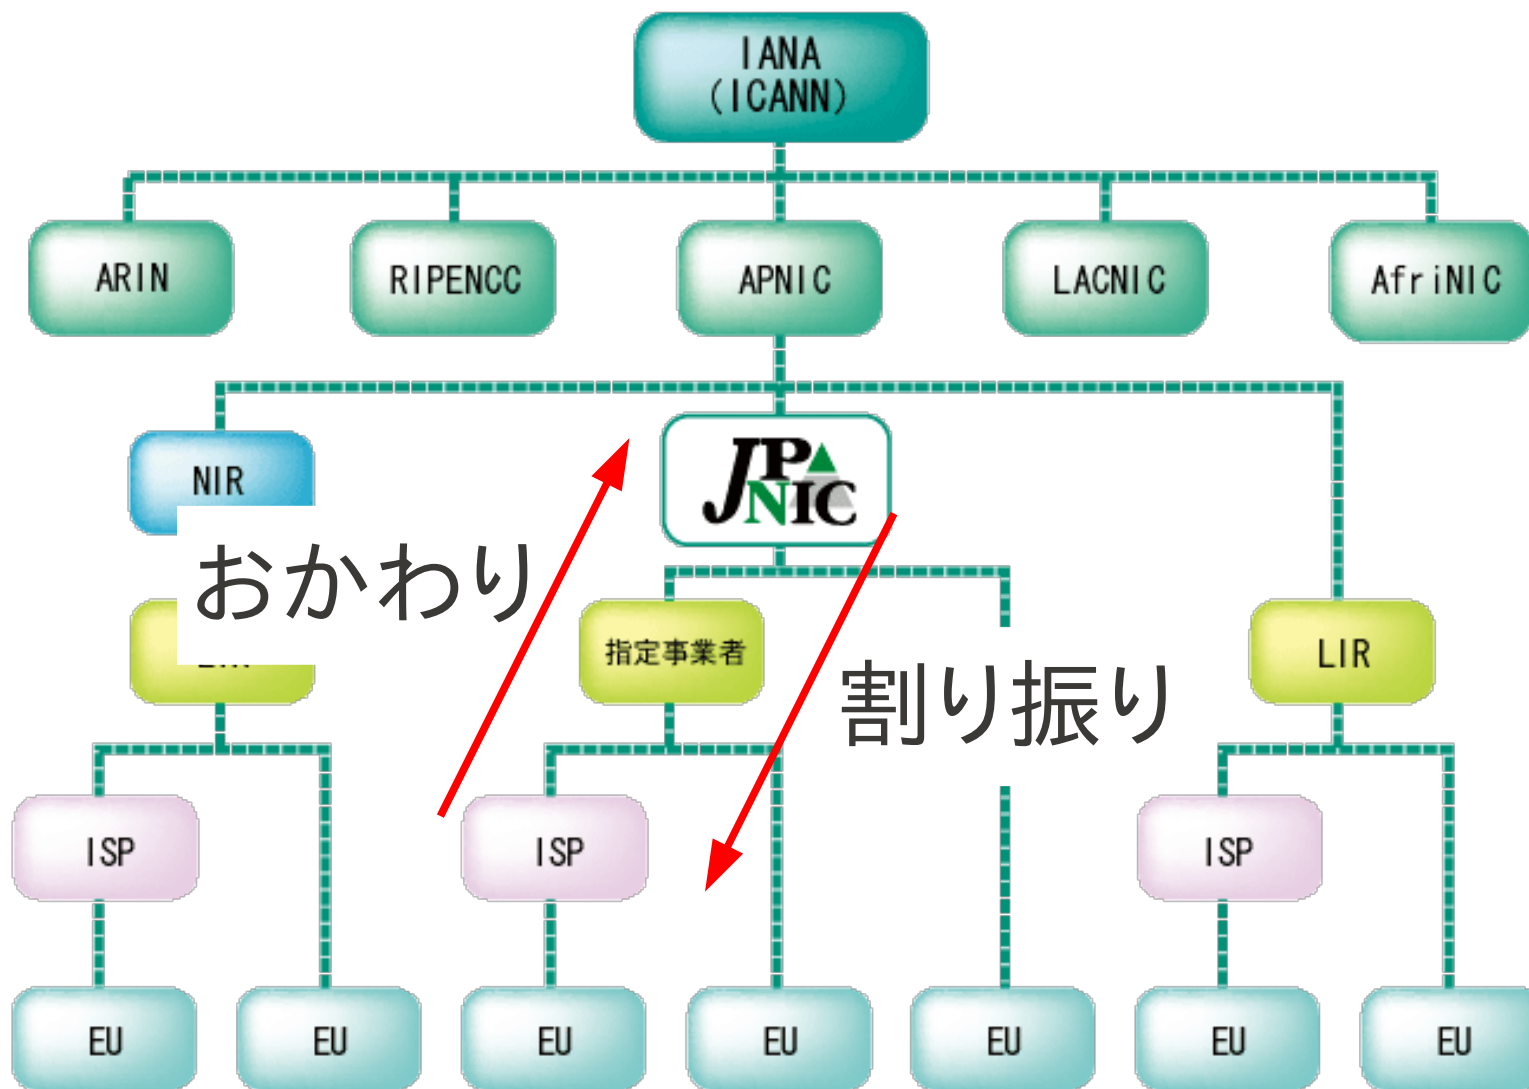 IANA
(ICANN)
ARIN
RIPENCC
APNIC
LACNIC
AfriNIC
NIR
JPNIC
おかわり
指定事業者
LIR
割り振り
ISP
ISP
ISP
EU
EU
EU
EU
EU
EU
EU